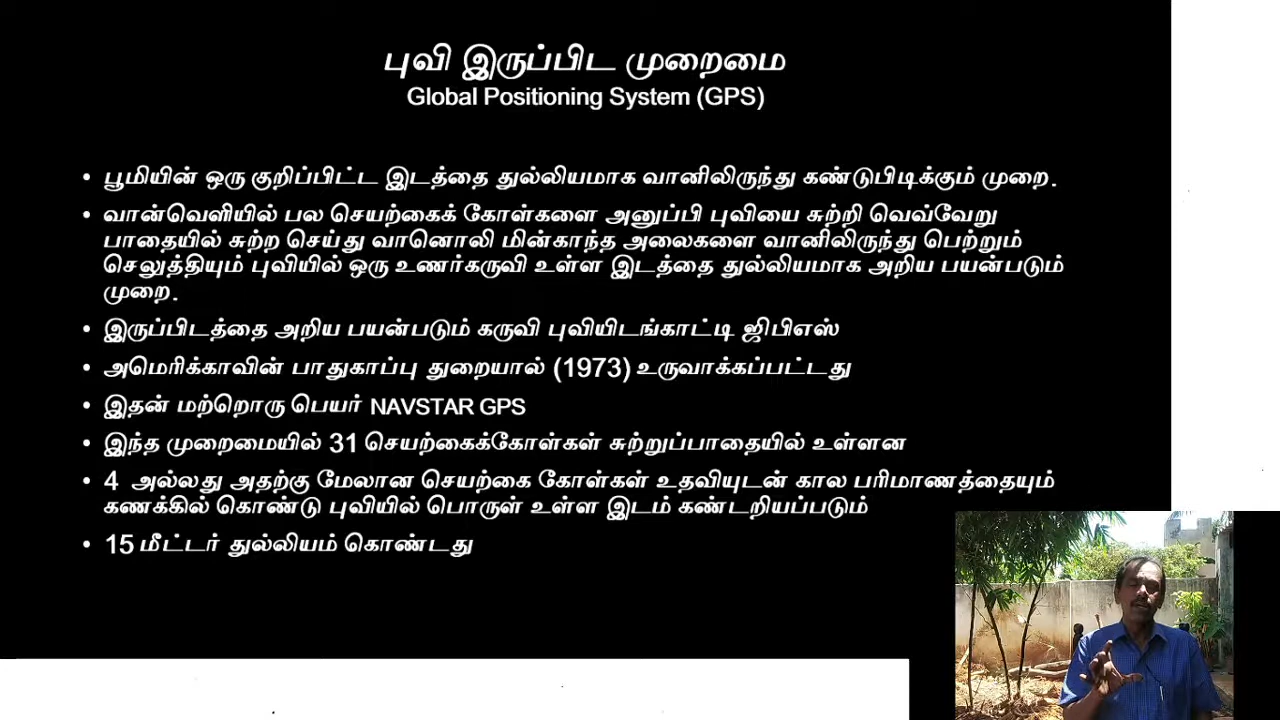 புவி இருப்பிட முறைமை
Global Positioning System (GPS)
• பூமியின் ஒரு குறிப்பிட்ட இடத்தை துல்லியமாக வானிலிருந்து கண்டுபிடிக்கும் முறை.
• வான்வெளியில் பல செயற்கைக் கோள்களை அனுப்பி புவியை சுற்றி வெவ்வேறு
பாதையில் சுற்ற செய்து வானொலி மின்காந்த அலைகளை வானிலிருந்து பெற்றும்
செலுத்தியும் புவியில் ஒரு உணர்கருவி உள்ள இடத்தை துல்லியமாக அறிய பயன்படும்
முறை.
• இருப்பிடத்தை அறிய பயன்படும் கருவி புவியிடங்காட்டி ஜிபிஎஸ்
• அமெரிக்காவின் பாதுகாப்பு துறையால் (1973) உருவாக்கப்பட்டது
• இதன் மற்றொரு பெயர் NAVSTAR GPS
• இந்த முறைமையில் 31 செயற்கைக்கோள்கள் சுற்றுப்பாதையில் உள்ளன
• 4 அல்லது அதற்கு மேலான செயற்கை கோள்கள் உதவியுடன் கால பரிமாணத்தையும்
கணக்கில் கொண்டு புவியில் பொருள் உள்ள இடம் கண்டறியப்படும்
• 15 மீட்டர் துல்லியம் கொண்டது